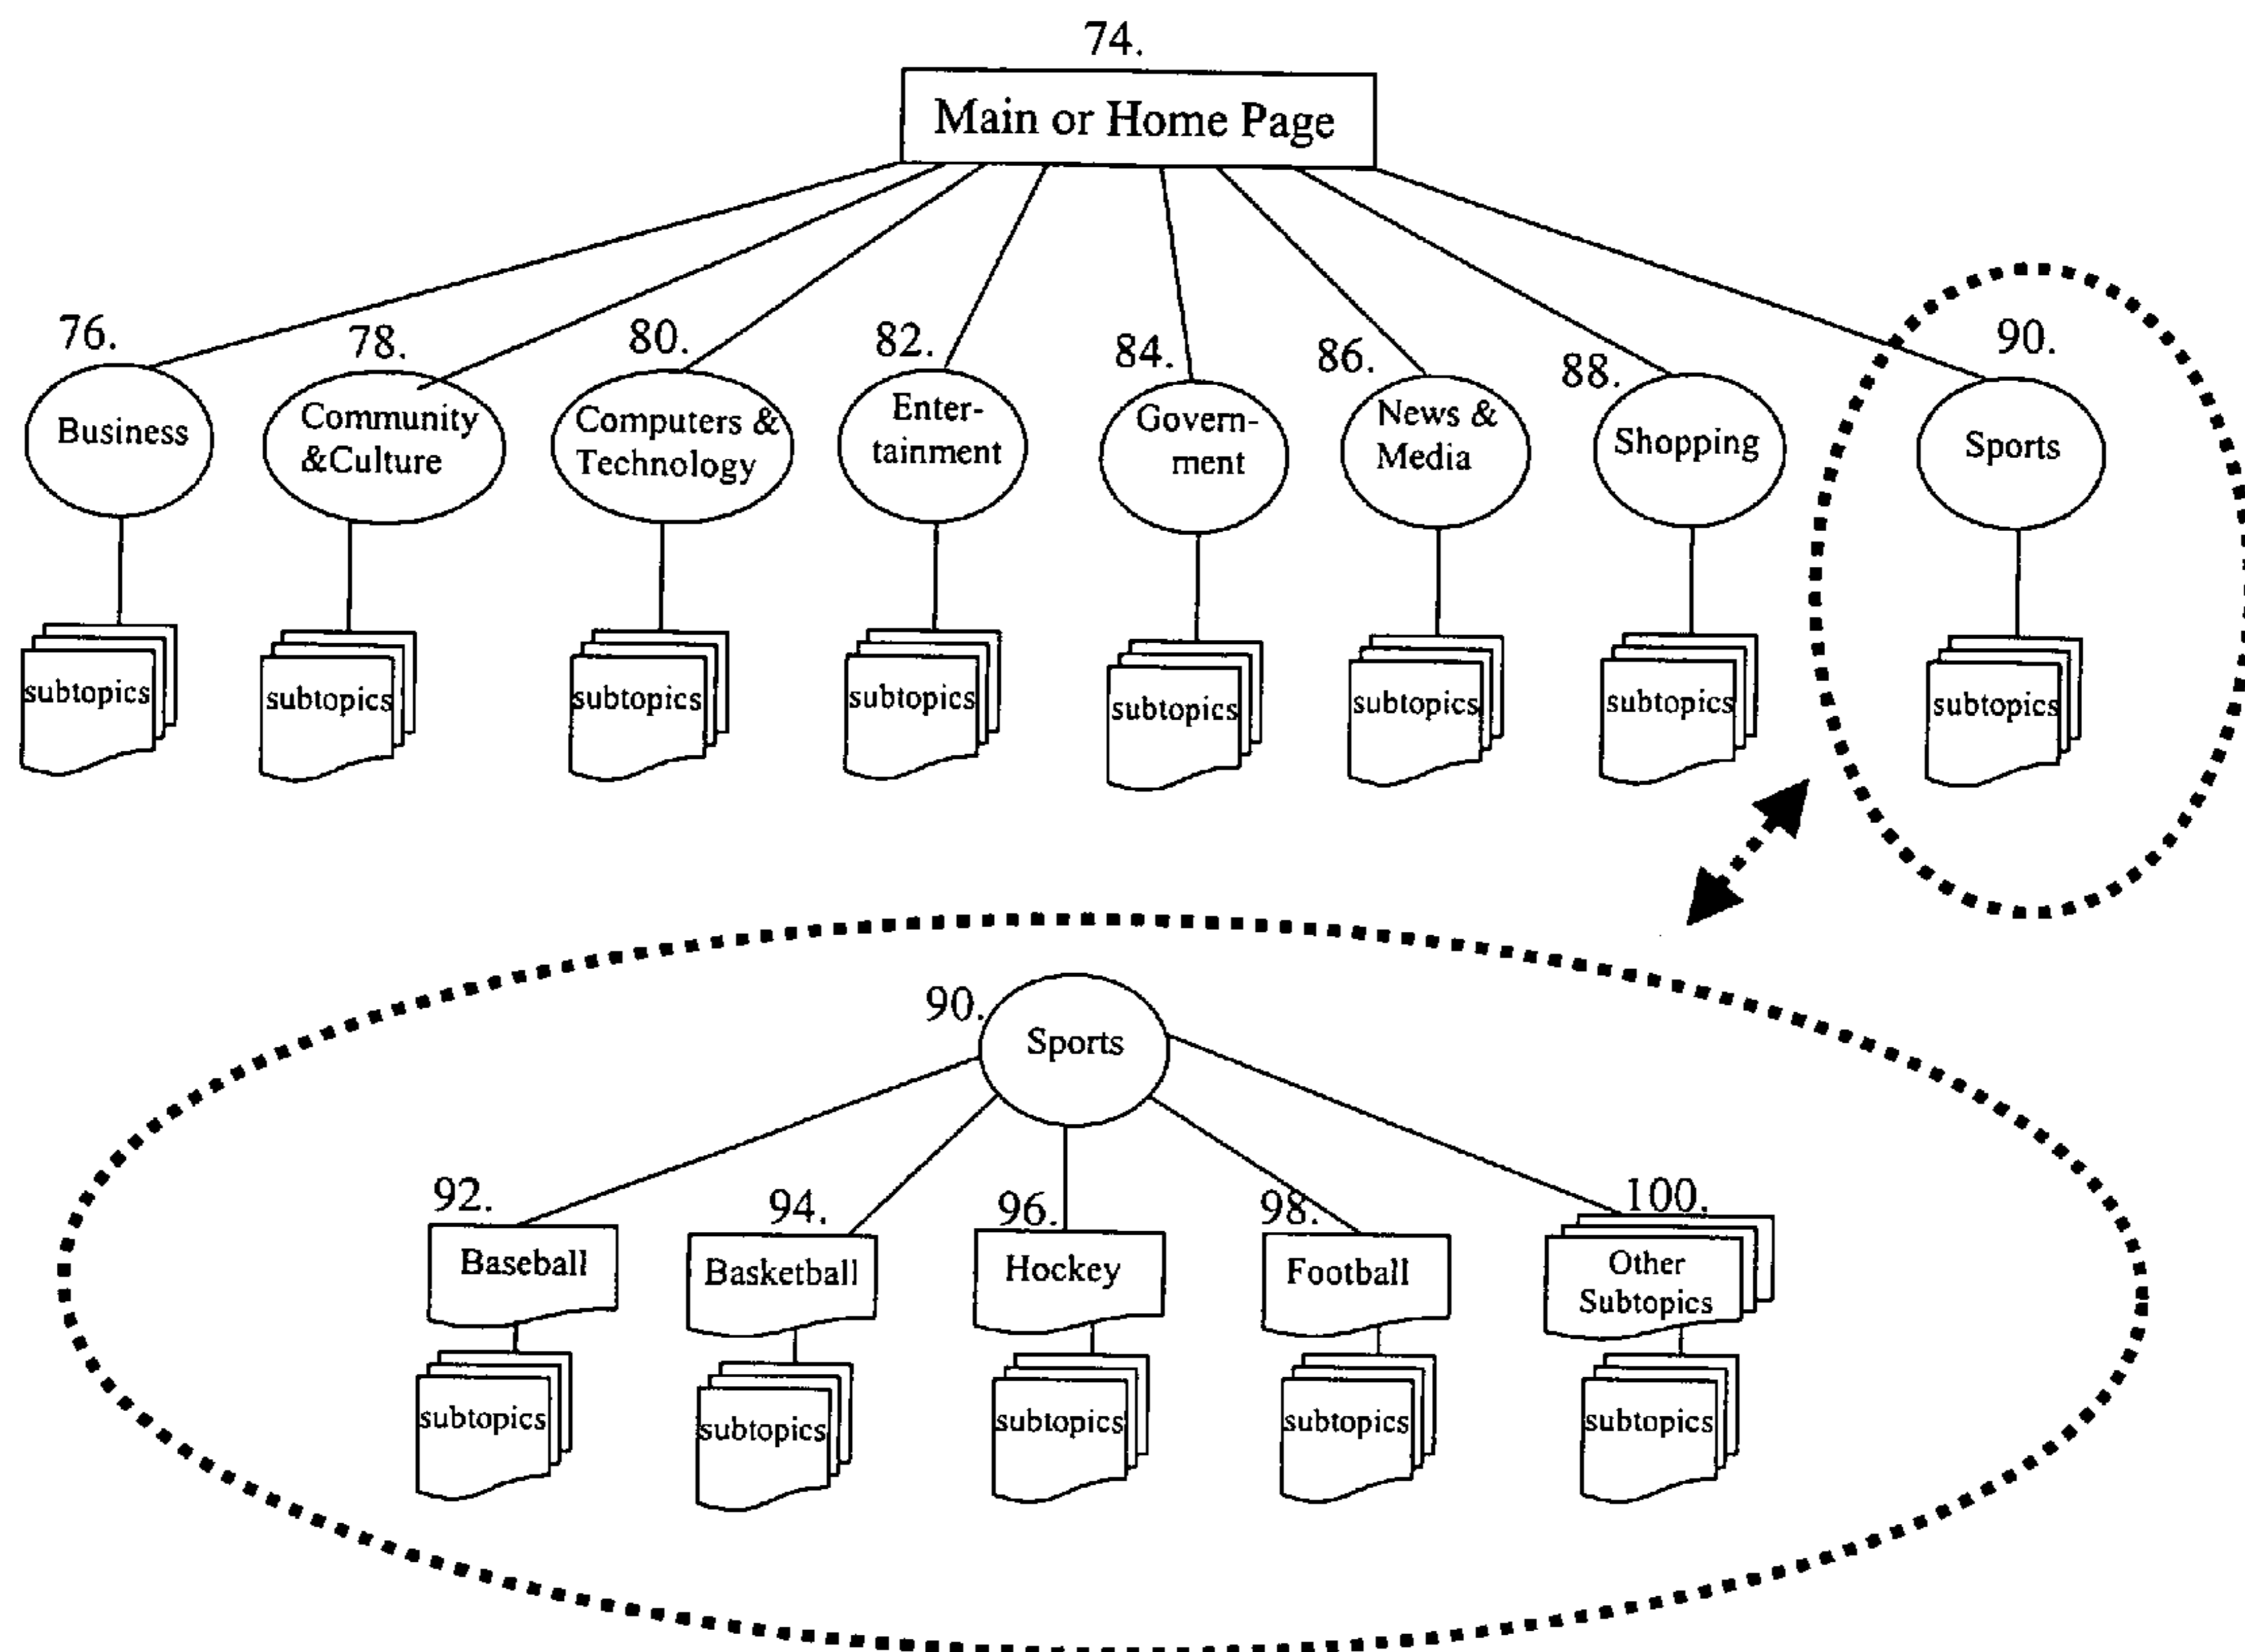 74.
Main or Home Page
76.
78.
80.
82.
84.
86.
88.
90.
Business
Community
&Culture
Computers &
Technology
Enter-
tainment
Govern-
ment
News &
Media
Shopping
Sports
subtopics
subtopics
subtopics
subtopics
subtopics
subtopics
subtopics
subtopics
90.
Sports
92.
94.
96.
98.
100.
Baseball
Basketball
Hockey
Football
Other
Subtopics
subtopics
subtopics
subtopics
subtopics
subtopics